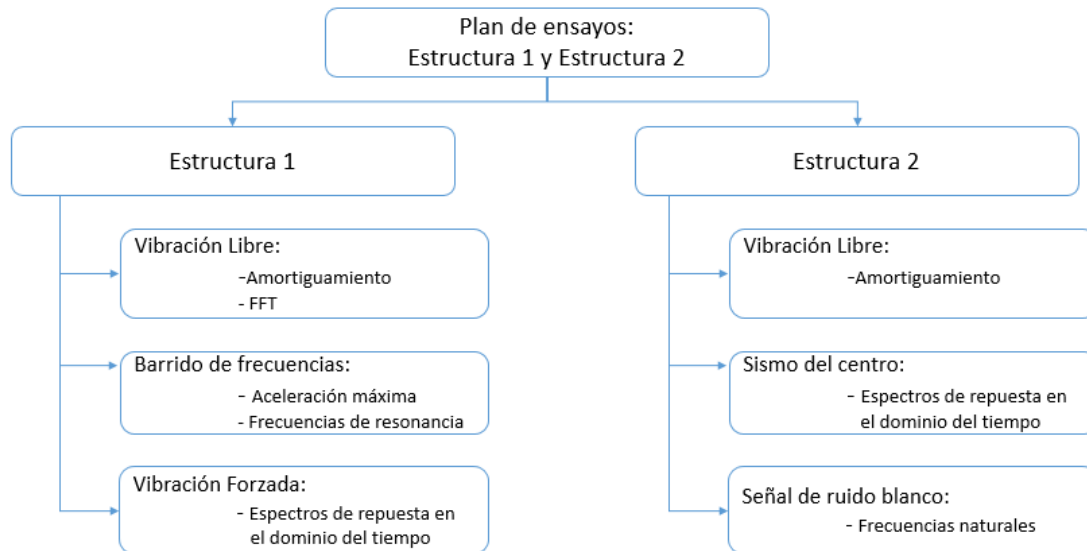 Plan de ensayos:
Estructura 1 y Estructura 2
Estructura 1
Vibración Libre:
-Amortiguamiento
- FFT
Barrido de frecuencias:
- Aceleración máxima
- Frecuencias de resonancia
Vibración Forzada:
- Espectros de repuesta en
el dominio del tiempo
Estructura 2
Vibración Libre:
-Amortiguamiento
Sismo del centro:
- Espectros de repuesta en
el dominio del tiempo
Señal de ruido blanco:
- Frecuencias naturales